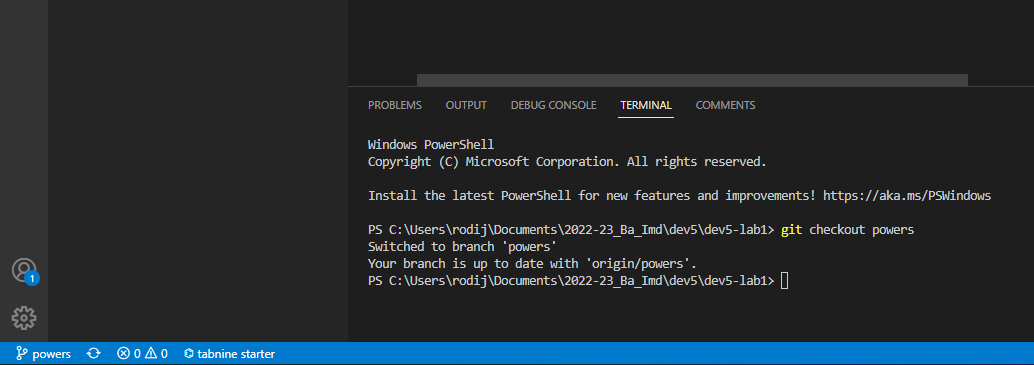 PROBLEMS OUTPUT DEBUG CONSOLE TERMINAL COMMENTS
Windows PowerShell
Copyright (C) Microsoft Corporation. All rights reserved.
Install the latest PowerShell for new features and improvements! https://aka.ms/PSWindows
PS C:\Users\rodij\Documents\2022-23_Ba_Imd\dev5\dev5-lab1> git checkout powers
Switched to branch 'powers'
Your branch is up to date with 'origin/powers'.
PS C:\Users\rodij\Documents\2022-23_Ba_Imd\dev5\dev5-lab1>
1
powers 0 0 tabnine starter